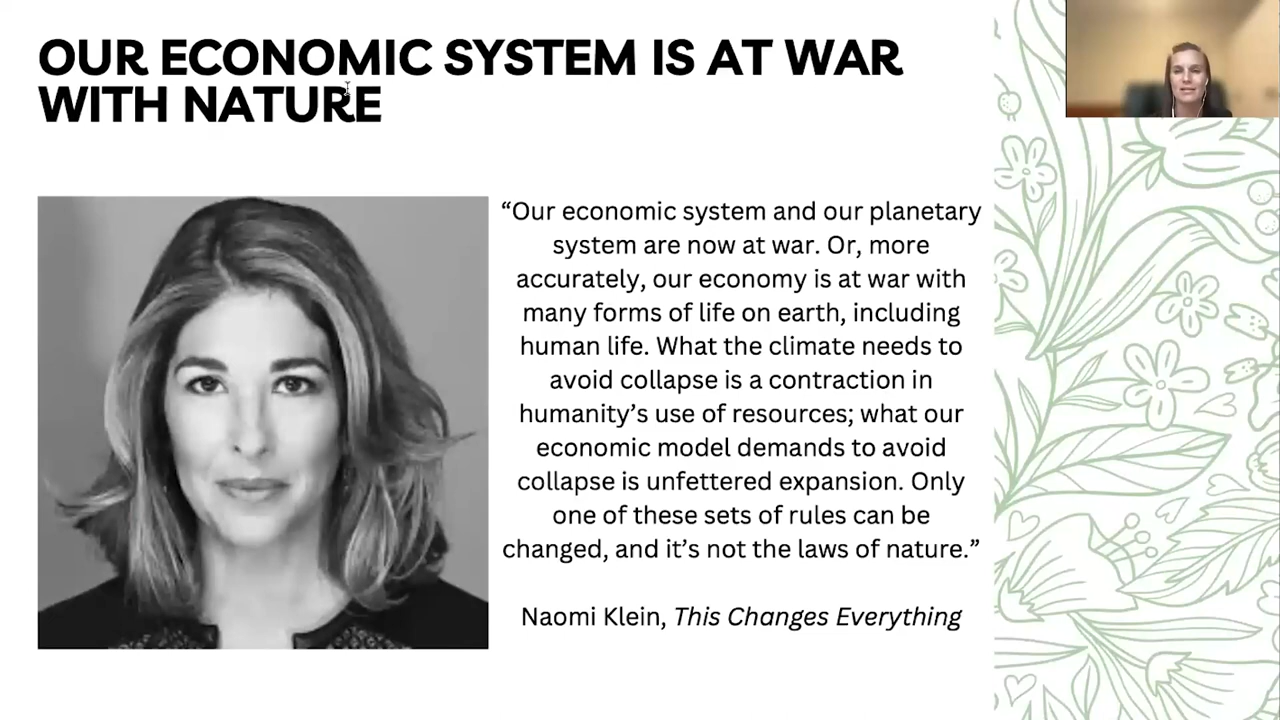 OUR ECONOMIC SYSTEM IS AT WAR
WITH NATURE
“Our economic system and our planetary
system are now at war. Or, more
accurately, our economy is at war with
many forms of life on earth, including
human life. What the climate needs to
avoid collapse is a contraction in
humanity’s use of resources; what our
economic model demands to avoid
collapse is unfettered expansion. Only
one of these sets of rules can be
changed, and it’s not the laws of nature.”
Naomi Klein, This Changes Everything